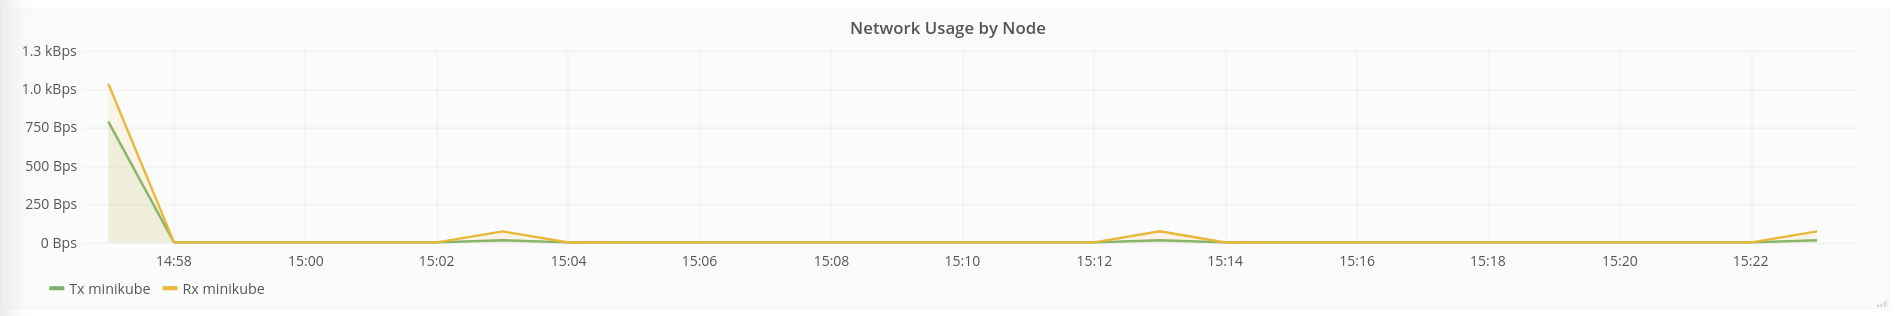 Network Usage by Node
1.3 kBps
1.0 kBps
750 Bps
500 Bps
250 Bps
0 Bps
14:58 15:00 15:02 15:04 15:06 15:08 15:10 15:12 15:14 15:16 15:18 15:20 15:22
Tx minikube Rx minikube